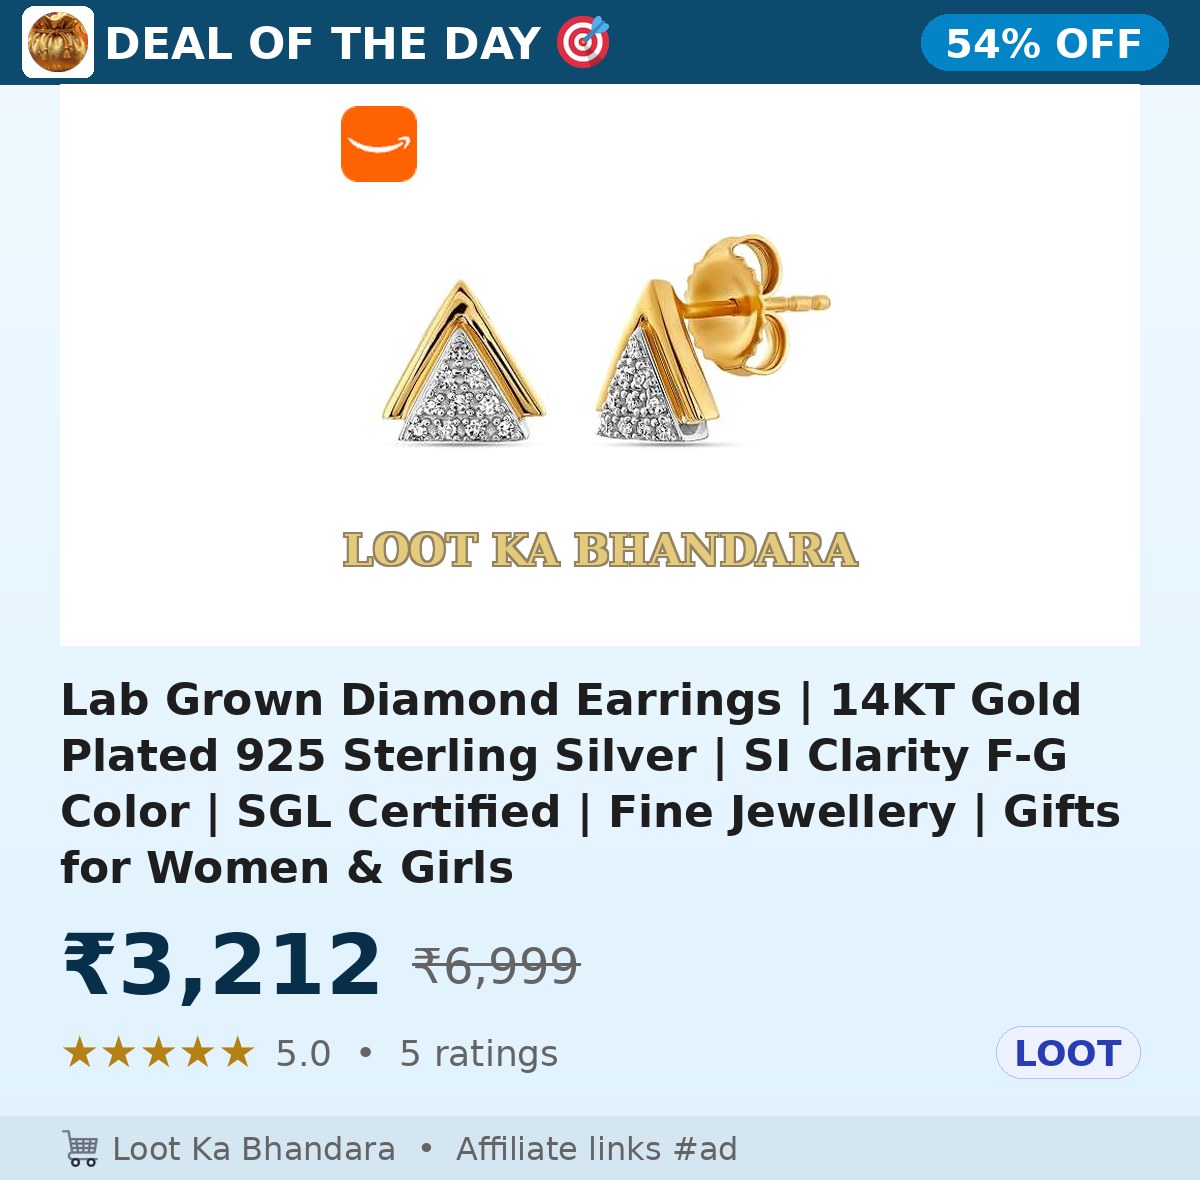 DEAL OF THE DAY 🎯
54% OFF
LOOT KA BHANDARA
Lab Grown Diamond Earrings | 14KT Gold
Plated 925 Sterling Silver | SI Clarity F-G
Color | SGL Certified | Fine Jewellery | Gifts
for Women & Girls
₹3,212 ₹6,999
★★★★★ 5.0 • 5 ratings
LOOT
🛒 Loot Ka Bhandara • Affiliate links #ad